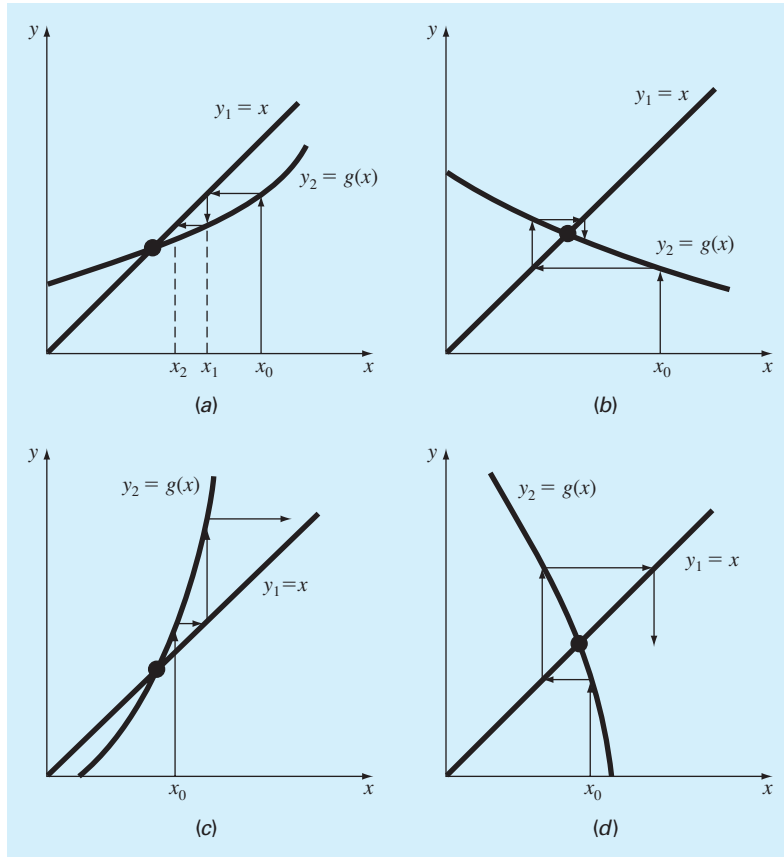 y
y₁ = x
y₂ = g(x)
x₂ x₁ x₀ x
(a)
y
y₁ = x
y₂ = g(x)
x₀ x
(b)
y
y₂ = g(x)
y₁=x
x₀ x
(c)
y
y₂ = g(x)
y₁ = x
x₀ x
(d)